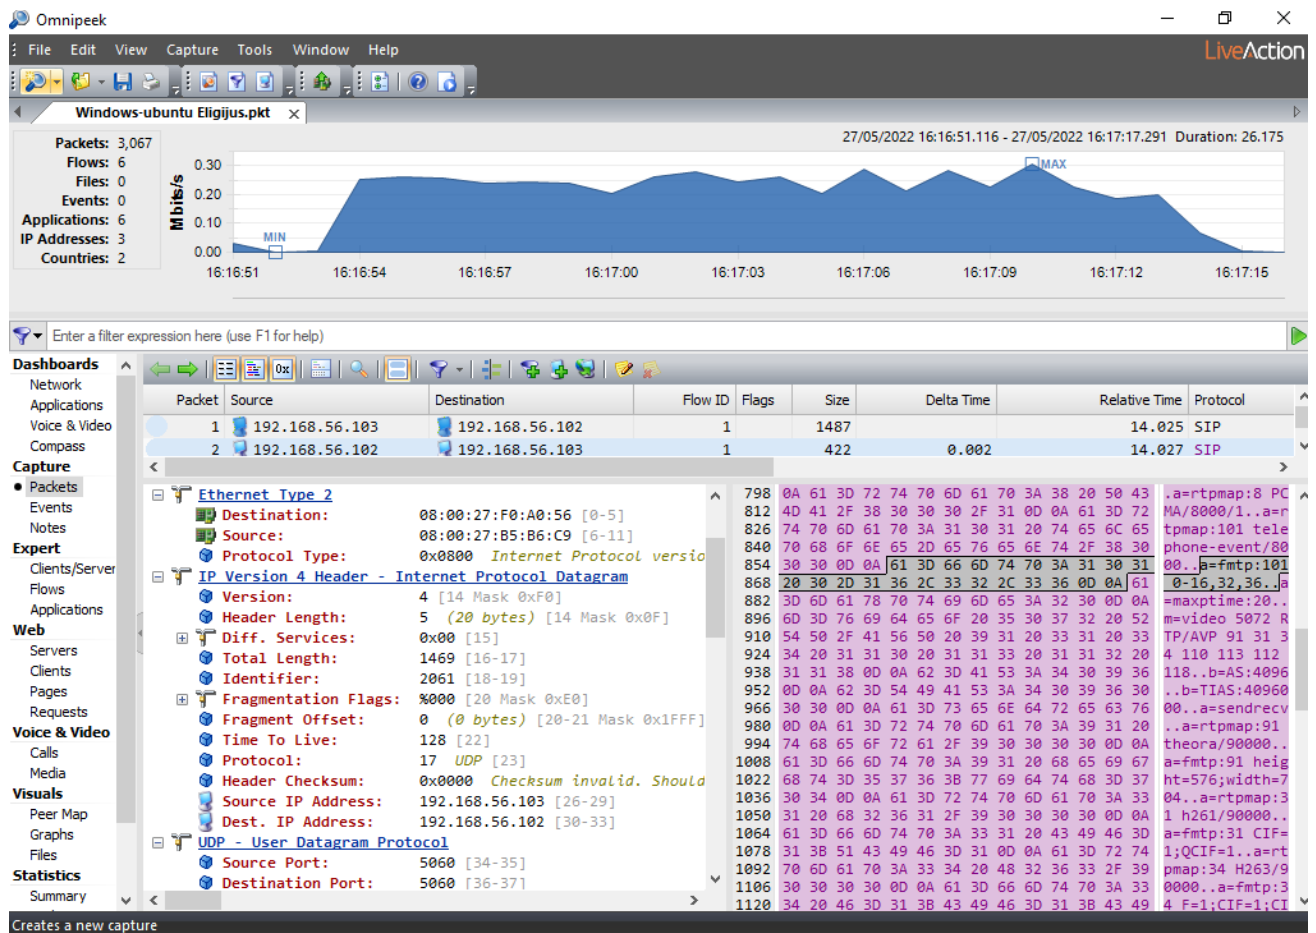 Omnipeek
File Edit View Capture Tools Window Help
LiveAction
Windows-ubuntu Eligijus.pkt
27/05/2022 16:16:51.116 - 27/05/2022 16:17:17.291 Duration: 26.175
Packets: 3,067
Flows: 6
Files: 0
Events: 0
Applications: 6
IP Addresses: 3
Countries: 2
Mbits/s
0.30
0.20
0.10
0.00
MIN
MAX
16:16:51 16:16:54 16:16:57 16:17:00 16:17:03 16:17:06 16:17:09 16:17:12 16:17:15
Enter a filter expression here (use F1 for help)
Dashboards
Network
Applications
Voice & Video
Compass
Capture
Packets
Events
Notes
Expert
Clients/Server
Flows
Applications
Web
Servers
Clients
Pages
Requests
Voice & Video
Calls
Media
Visuals
Peer Map
Graphs
Files
Statistics
Summary
Packet Source Destination Flow ID Flags Size Delta Time Relative Time Protocol
1 192.168.56.103 192.168.56.102 1 1487 14.025 SIP
2 192.168.56.102 192.168.56.103 1 422 0.002 14.027 SIP
Ethernet Type 2
Destination: 08:00:27:F0:A0:56 [0-5]
Source: 08:00:27:B5:B6:C9 [6-11]
Protocol Type: 0x0800 Internet Protocol versio
IP Version 4 Header - Internet Protocol Datagram
Version: 4 [14 Mask 0xF0]
Header Length: 5 (20 bytes) [14 Mask 0x0F]
Diff. Services: 0x00 [15]
Total Length: 1469 [16-17]
Identifier: 2061 [18-19]
Fragmentation Flags: %000 [20 Mask 0xE0]
Fragment Offset: 0 (0 bytes) [20-21 Mask 0x1FFF]
Time To Live: 128 [22]
Protocol: 17 UDP [23]
Header Checksum: 0x0000 Checksum invalid. Should
Source IP Address: 192.168.56.103 [26-29]
Dest. IP Address: 192.168.56.102 [30-33]
UDP - User Datagram Protocol
Source Port: 5060 [34-35]
Destination Port: 5060 [36-37]
798 0A 61 3D 72 74 70 6D 61 70 3A 38 20 50 43 .a=rtpmap:8 PC
812 4D 41 2F 38 30 30 30 2F 31 0D 0A 61 3D 72 MA/8000/1..a=r
826 74 70 6D 61 70 3A 31 30 31 20 74 65 6C 65 tpmap:101 tele
840 70 68 6F 6E 65 2D 65 76 65 6E 74 2F 38 30 phone-event/80
854 30 30 0D 0A 61 3D 66 6D 74 70 3A 31 30 31 00..a=fmtp:101
868 20 30 2D 31 36 2C 33 32 2C 33 36 0D 0A 61 0-16,32,36..a
882 3D 6D 61 78 70 74 69 6D 65 3A 32 30 0D 0A =maxptime:20..
896 6D 3D 76 69 64 65 6F 20 35 30 37 32 20 52 m=video 5072 R
910 54 50 2F 41 56 50 20 39 31 20 33 31 20 33 TP/AVP 91 31 3
924 34 20 31 31 30 20 31 31 33 20 31 31 32 20 4 110 113 112
938 31 31 38 0D 0A 62 3D 41 53 3A 34 30 39 36 118..b=AS:4096
952 0D 0A 62 3D 54 49 41 53 3A 34 30 39 36 30 ..b=TIAS:40960
966 30 30 0D 0A 61 3D 73 65 6E 64 72 65 63 76 00..a=sendrecv
980 0D 0A 61 3D 72 74 70 6D 61 70 3A 39 31 20 ..a=rtpmap:91
994 74 68 65 6F 72 61 2F 39 30 30 30 30 0D 0A theora/90000..
1008 61 3D 66 6D 74 70 3A 39 31 20 68 65 69 67 a=fmtp:91 heig
1022 68 74 3D 35 37 36 3B 77 69 64 74 68 3D 37 ht=576;width=7
1036 30 34 0D 0A 61 3D 72 74 70 6D 61 70 3A 33 04..a=rtpmap:3
1050 31 20 68 32 36 31 2F 39 30 30 30 30 0D 0A 1 h261/90000..
1064 61 3D 66 6D 74 70 3A 33 31 20 43 49 46 3D a=fmtp:31 CIF=
1078 31 3B 51 43 49 46 3D 31 0D 0A 61 3D 72 74 1;QCIF=1..a=rt
1092 70 6D 61 70 3A 33 34 20 48 32 36 33 2F 39 pmap:34 H263/9
1106 30 30 30 30 0D 0A 61 3D 66 6D 74 70 3A 33 0000..a=fmtp:3
1120 34 20 46 3D 31 3B 43 49 46 3D 31 3B 43 49 4 F=1;CIF=1;CI
Creates a new capture